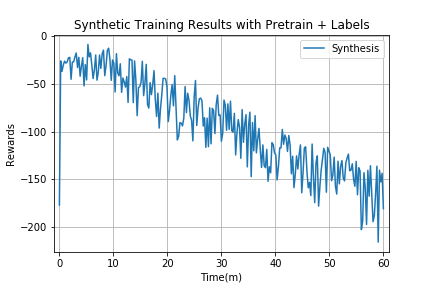 Synthetic Training Results with Pretrain + Labels
Synthesis
Rewards
0
−50
−100
−150
−200
0 10 20 30 40 50 60
Time(m)